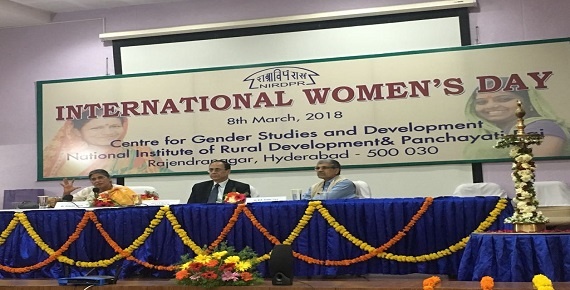 NIRDPR
INTERNATIONAL WOMEN'S DAY
8th March, 2018
Centre for Gender Studies and Development
National Institute of Rural Development& Panchayati
Rajendranagar, Hyderabad - 500 030